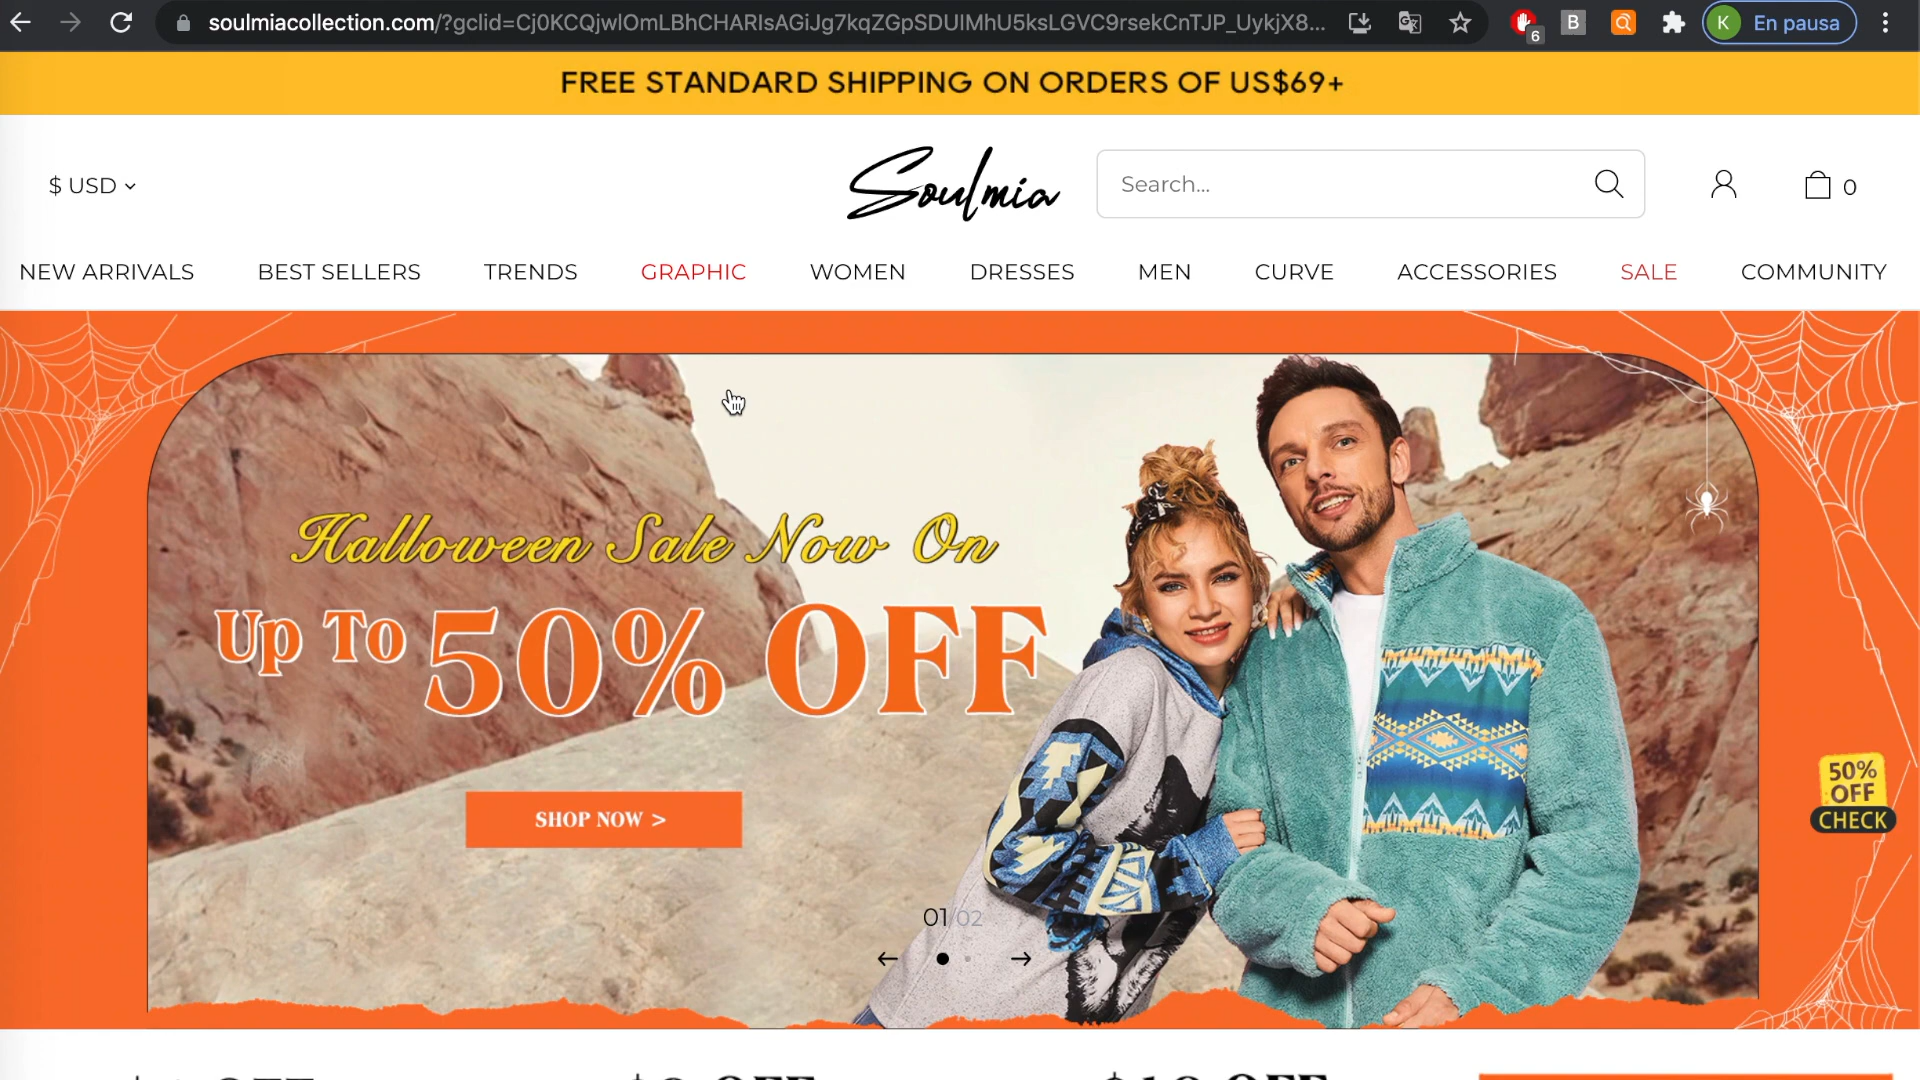 soulmiacollection.com/?gclid=Cj0KCQjwlOmLBhCHARIsAGiJg7kqZGpSDUIMhU5ksLGVC9rsekCnTJP_UykjX8...
6
B
K
En pausa
FREE STANDARD SHIPPING ON ORDERS OF US$69+
$ USD
Soulmia
Search...
0
NEW ARRIVALS
BEST SELLERS
TRENDS
GRAPHIC
WOMEN
DRESSES
MEN
CURVE
ACCESSORIES
SALE
COMMUNITY
Halloween Sale Now On
Up To 50% OFF
SHOP NOW >
50%
OFF
CHECK
01/02